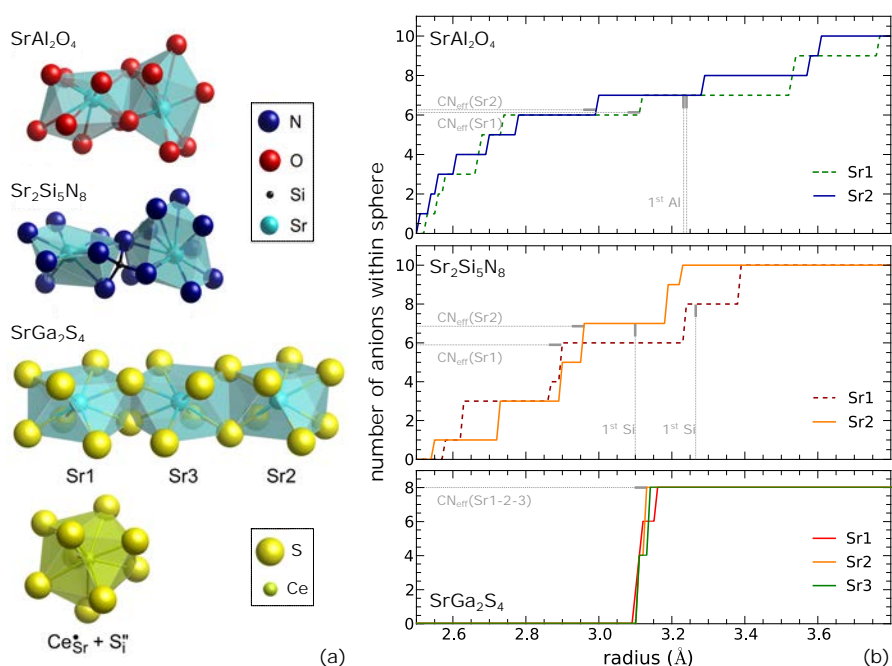 SrAl₂O₄
N
O
Si
Sr
Sr₂Si₅N₈
SrGa₂S₄
Sr1
Sr3
Sr2
S
Ce
Ce•Sr + Si"
(a)
number of anions within sphere
SrAl₂O₄
10
8
6
4
2
0
CNeff(Sr2)
CNeff(Sr1)
1st Al
Sr1
Sr2
Sr₂Si₅N₈
10
8
6
4
2
0
CNeff(Sr2)
CNeff(Sr1)
1st Si
1st Si
Sr1
Sr2
8
6
4
2
0
CNeff(Sr1-2-3)
SrGa₂S₄
Sr1
Sr2
Sr3
2.6 2.8 3.0 3.2 3.4 3.6
radius (Å)
(b)